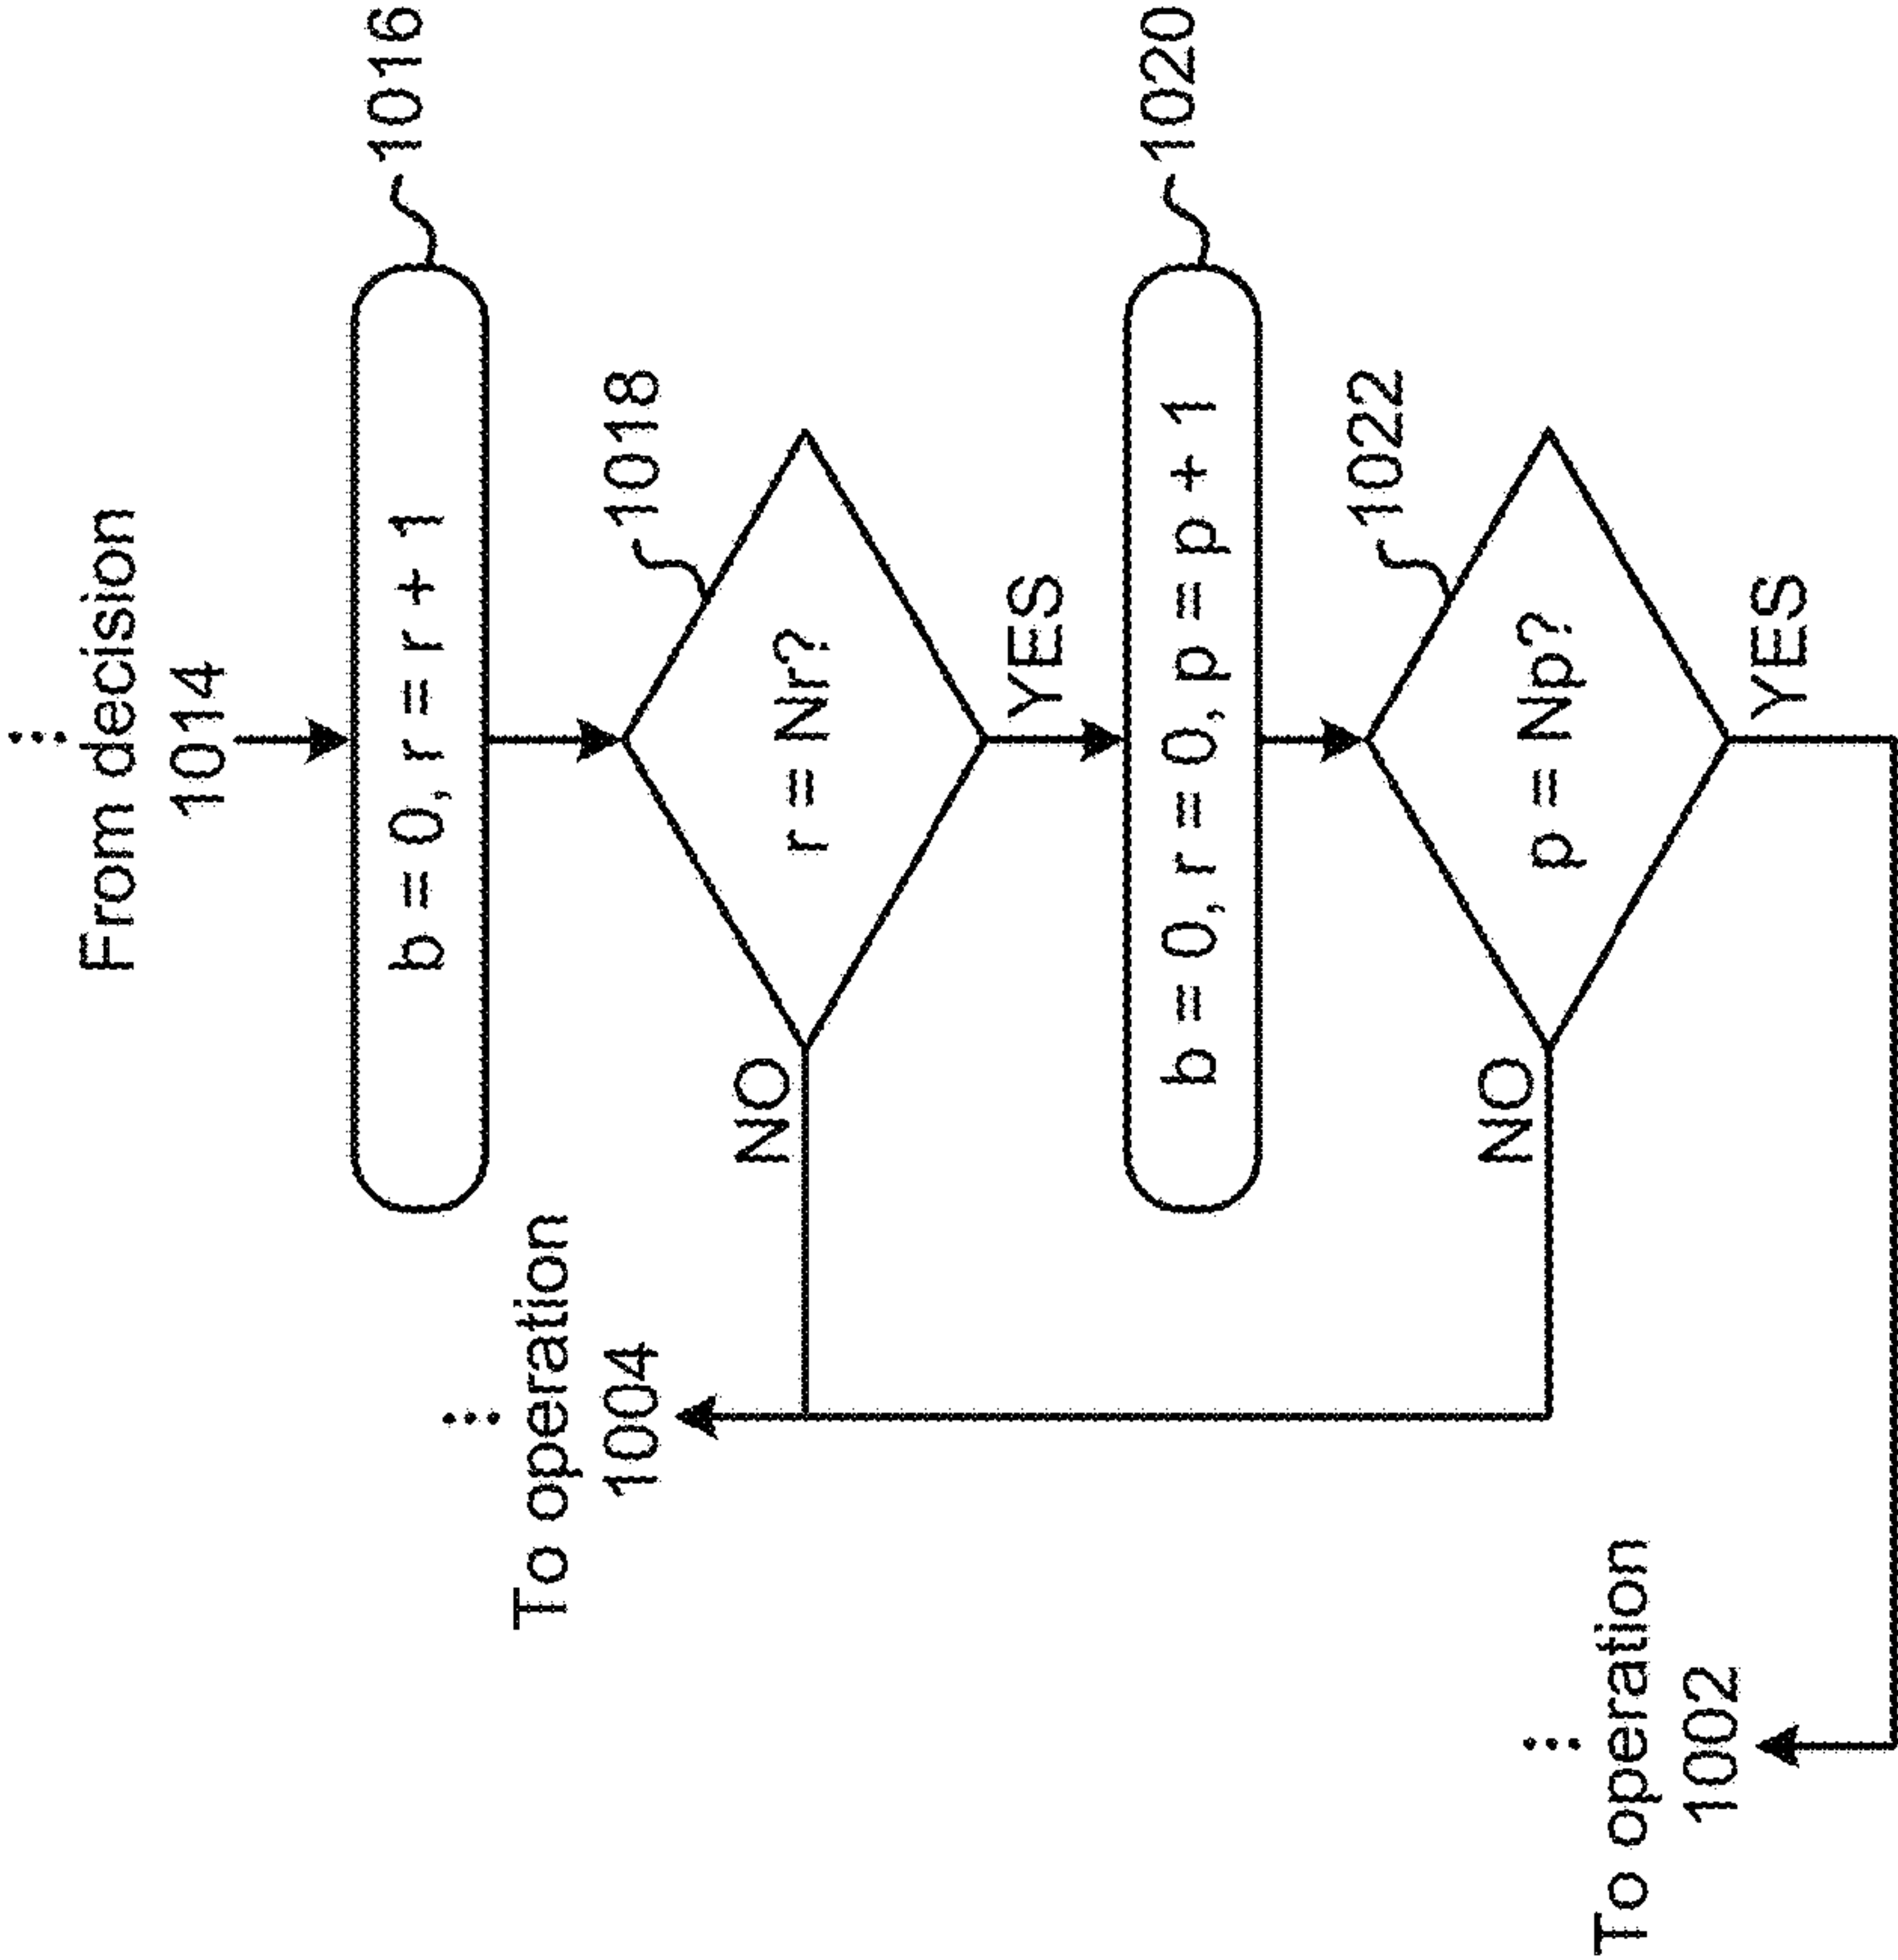 ⋮
From decision
1014
b = 0, r = r + 1
1016
1018
r = Nr?
NO
YES
To operation
1004
b = 0, r = 0, p = p + 1
1020
1022
p = Np?
NO
YES
To operation
1002